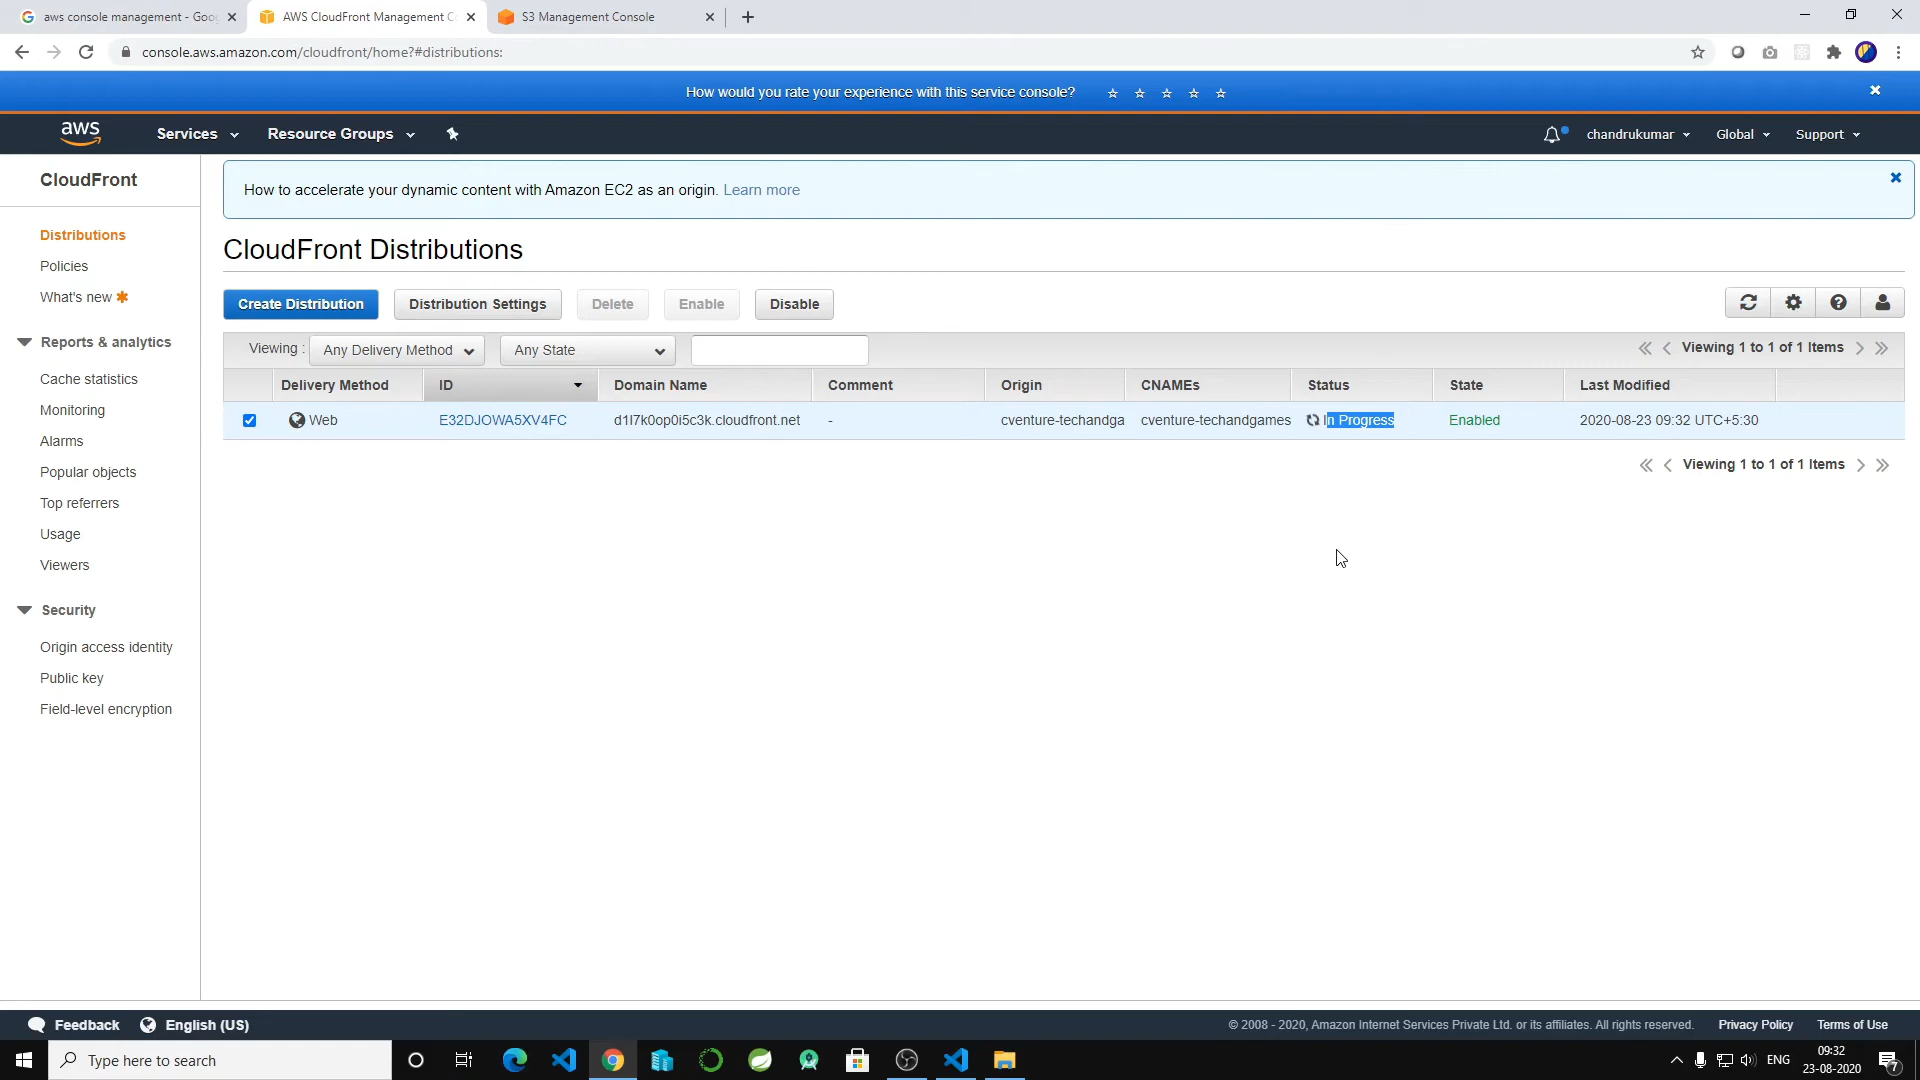 aws console management - Goo
AWS CloudFront Management C
S3 Management Console
console.aws.amazon.com/cloudfront/home?#distributions:
How would you rate your experience with this service console?
aws
Services
Resource Groups
chandrukumar
Global
Support
CloudFront
How to accelerate your dynamic content with Amazon EC2 as an origin. Learn more
Distributions
Policies
What's new
Reports & analytics
Cache statistics
Monitoring
Alarms
Popular objects
Top referrers
Usage
Viewers
Security
Origin access identity
Public key
Field-level encryption
CloudFront Distributions
Create Distribution
Distribution Settings
Delete
Enable
Disable
Viewing :
Any Delivery Method
Any State
Viewing 1 to 1 of 1 Items
Delivery Method
ID
Domain Name
Comment
Origin
CNAMEs
Status
State
Last Modified
Web
E32DJOWA5XV4FC
-
cventure-techandga
cventure-techandgames
In Progress
Enabled
2020-08-23 09:32 UTC+5:30
Viewing 1 to 1 of 1 Items
Feedback
English (US)
© 2008 - 2020, Amazon Internet Services Private Ltd. or its affiliates. All rights reserved.
Privacy Policy
Terms of Use
Type here to search
ENG
09:32
23-08-2020
7